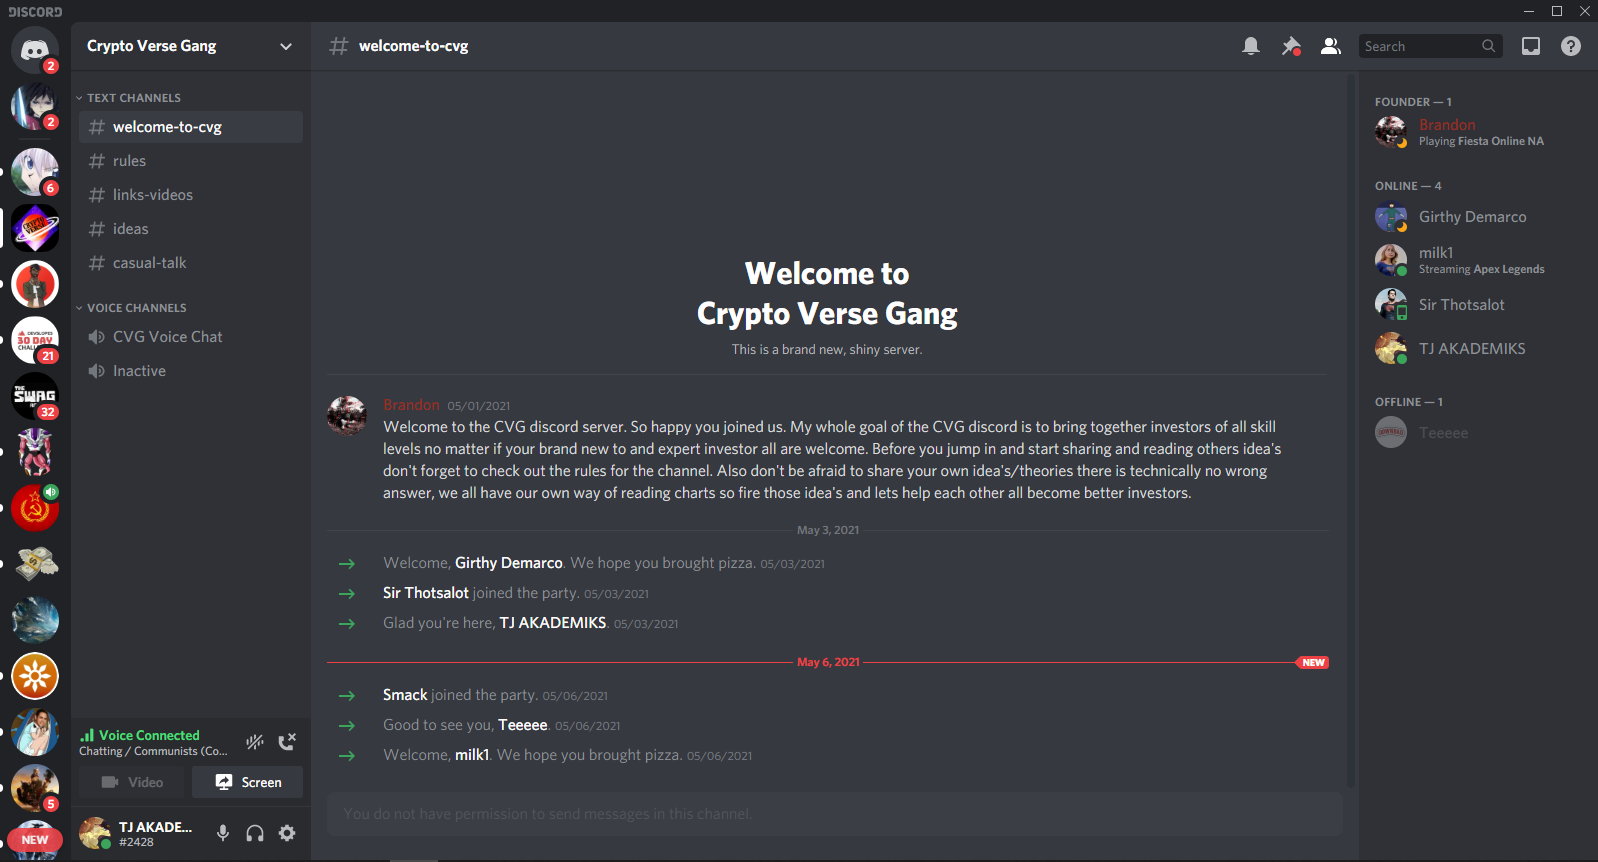 DISCORD
2
2
6
DEVSLOPES
30 DAY
21
THE
SWAG
32
5
NEW
Crypto Verse Gang
TEXT CHANNELS
welcome-to-cvg
rules
links-videos
ideas
casual-talk
VOICE CHANNELS
CVG Voice Chat
Inactive
Voice Connected
Chatting / Communists (Co...
Video
Screen
TJ AKADE...
#2428
welcome-to-cvg
Search
Welcome to
Crypto Verse Gang
This is a brand new, shiny server.
Brandon 05/01/2021
Welcome to the CVG discord server. So happy you joined us. My whole goal of the CVG discord is to bring together investors of all skill
levels no matter if your brand new to and expert investor all are welcome. Before you jump in and start sharing and reading others idea's
don't forget to check out the rules for the channel. Also don't be afraid to share your own idea's/theories there is technically no wrong
answer, we all have our own way of reading charts so fire those idea's and lets help each other all become better investors.
May 3, 2021
Welcome, Girthy Demarco. We hope you brought pizza. 05/03/2021
Sir Thotsalot joined the party. 05/03/2021
Glad you're here, TJ AKADEMIKS. 05/03/2021
May 6, 2021 NEW
Smack joined the party. 05/06/2021
Good to see you, Teeeee. 05/06/2021
Welcome, milk1. We hope you brought pizza. 05/06/2021
You do not have permission to send messages in this channel.
FOUNDER — 1
Brandon
Playing Fiesta Online NA
ONLINE — 4
Girthy Demarco
milk1
Streaming Apex Legends
Sir Thotsalot
TJ AKADEMIKS
OFFLINE — 1
Teeeee